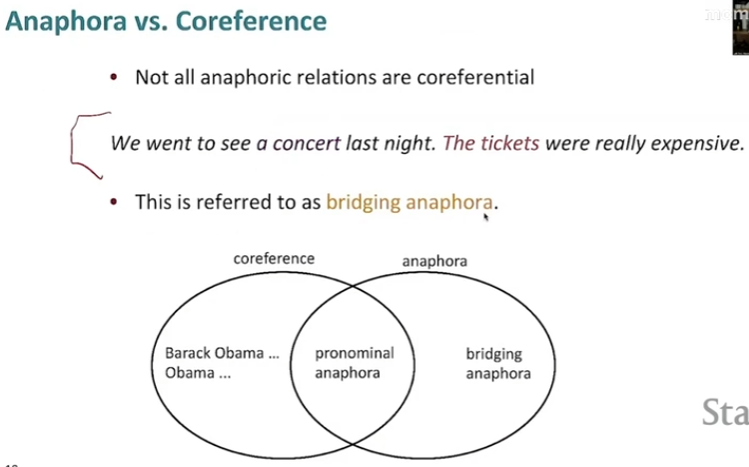 Anaphora vs. Coreference
• Not all anaphoric relations are coreferential
We went to see a concert last night. The tickets were really expensive.
• This is referred to as bridging anaphora.
coreference
anaphora
Barack Obama ...
Obama ...
pronominal
anaphora
bridging
anaphora
Sta